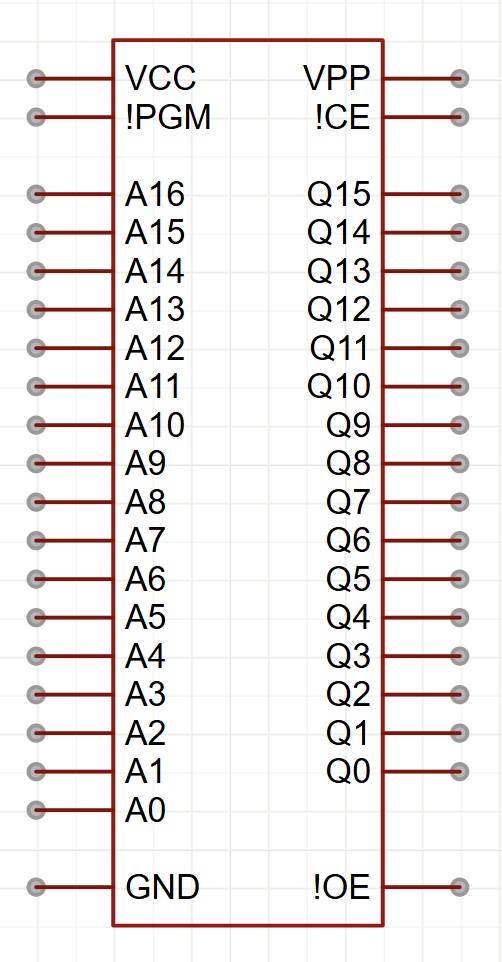 VCC VPP
!PGM !CE
A16 Q15
A15 Q14
A14 Q13
A13 Q12
A12 Q11
A11 Q10
A10 Q9
A9 Q8
A8 Q7
A7 Q6
A6 Q5
A5 Q4
A4 Q3
A3 Q2
A2 Q1
A1 Q0
A0
GND !OE